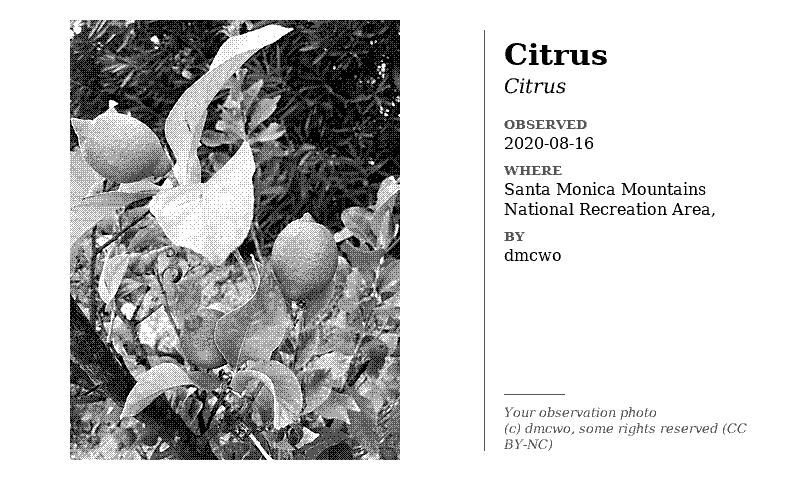 Citrus
Citrus
OBSERVED
2020-08-16
WHERE
Santa Monica Mountains
National Recreation Area,
BY
dmcwo
Your observation photo
(c) dmcwo, some rights reserved (CC
BY-NC)